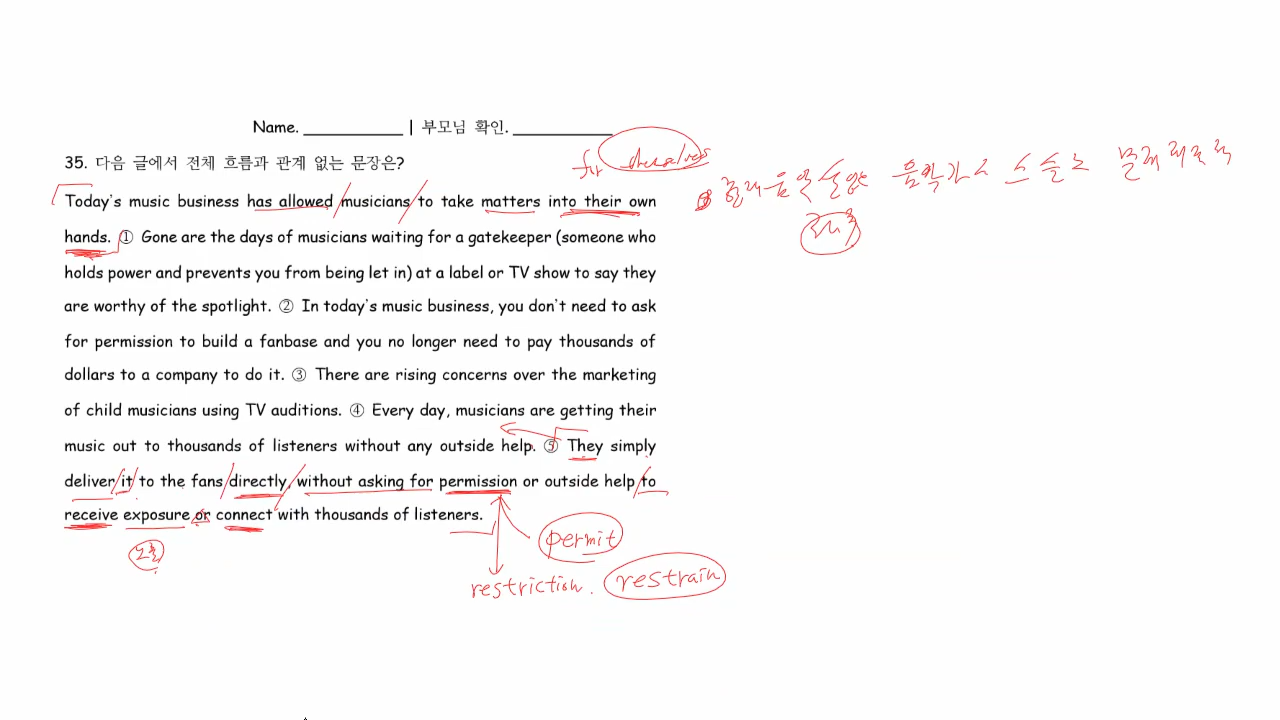 Name. ___________ | 부모님 확인. ___________
35. 다음 글에서 전체 흐름과 관계 없는 문장은?
for themselves
Today's music business has allowed musicians to take matters into their own
hands. ① Gone are the days of musicians waiting for a gatekeeper (someone who
holds power and prevents you from being let in) at a label or TV show to say they
are worthy of the spotlight. ② In today's music business, you don't need to ask
for permission to build a fanbase and you no longer need to pay thousands of
dollars to a company to do it. ③ There are rising concerns over the marketing
of child musicians using TV auditions. ④ Every day, musicians are getting their
music out to thousands of listeners without any outside help. ⑤ They simply
deliver it to the fans directly, without asking for permission or outside help to
receive exposure or connect with thousands of listeners.
노출
permit
restriction. restrain
음악가